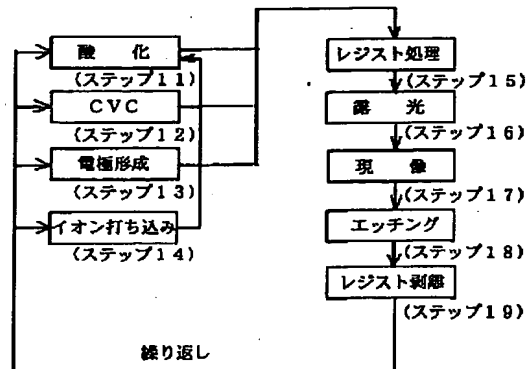 酸 化
(ステップ11)
CVC
(ステップ12)
電極形成
(ステップ13)
イオン打ち込み
(ステップ14)
レジスト処理
(ステップ15)
露 光
(ステップ16)
現 像
(ステップ17)
エッチング
(ステップ18)
レジスト剥離
(ステップ19)
繰り返し